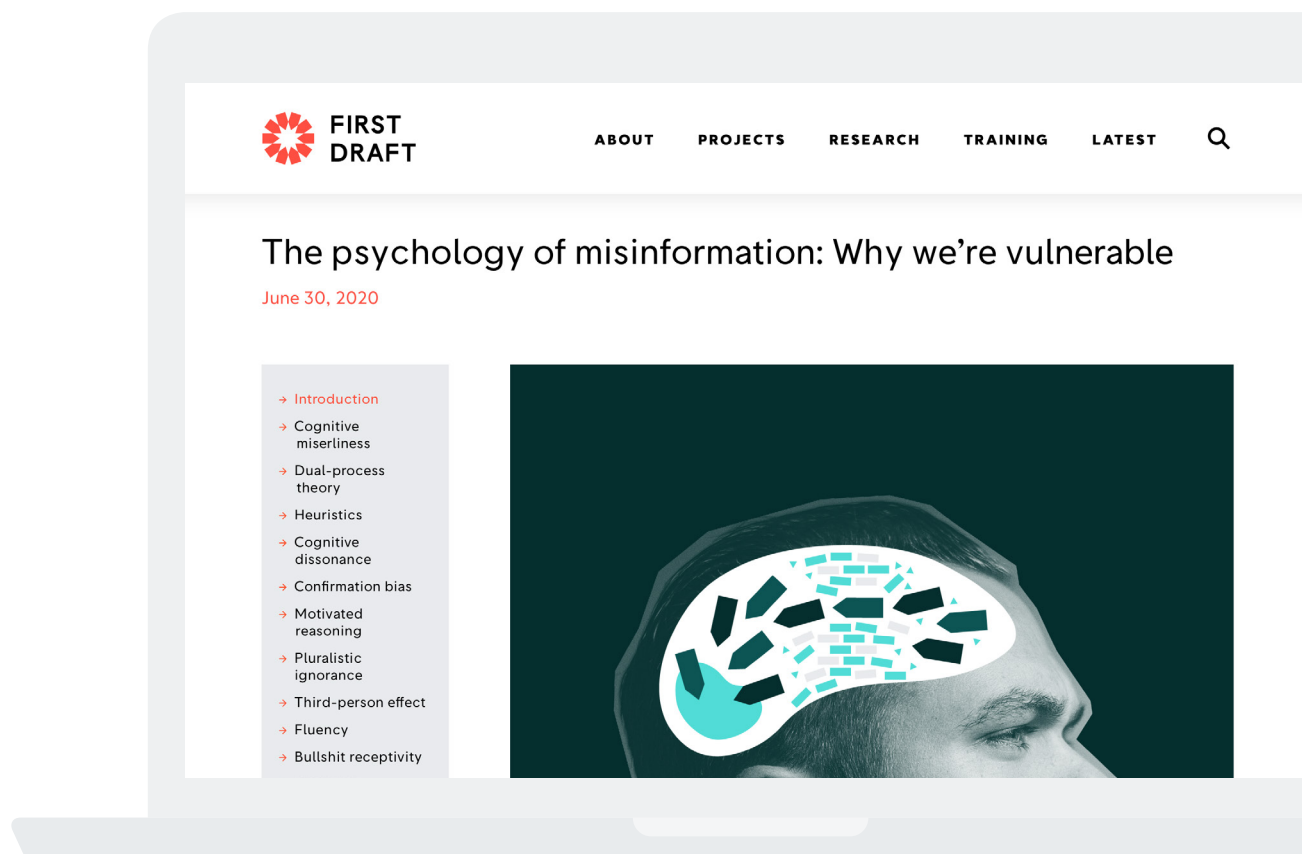 FIRST
DRAFT
ABOUT PROJECTS RESEARCH TRAINING LATEST
The psychology of misinformation: Why we’re vulnerable
June 30, 2020
→ Introduction
→ Cognitive
miserliness
→ Dual-process
theory
→ Heuristics
→ Cognitive
dissonance
→ Confirmation bias
→ Motivated
reasoning
→ Pluralistic
ignorance
→ Third-person effect
→ Fluency
→ Bullshit receptivity